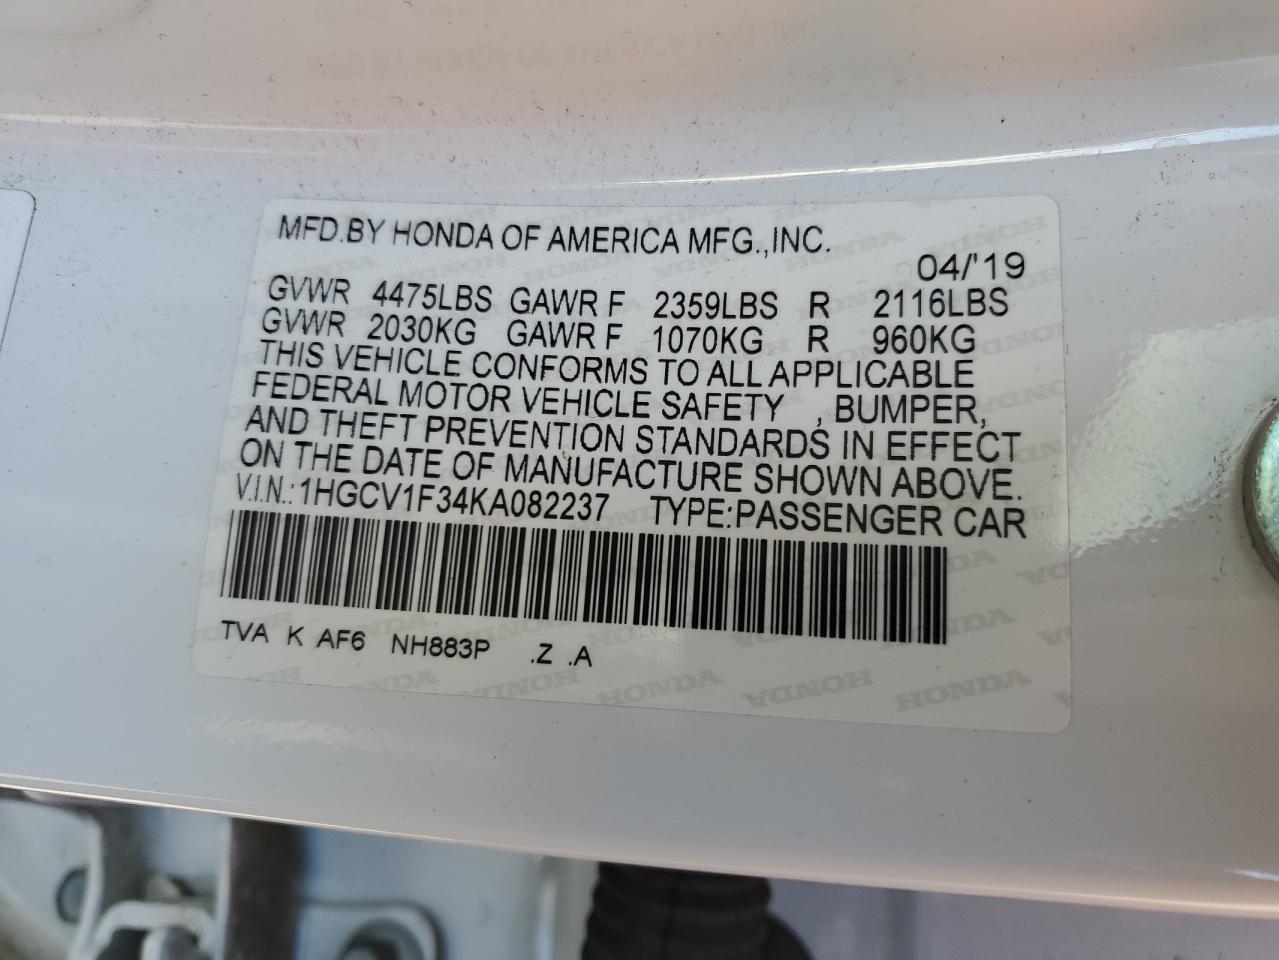 MFD.BY HONDA OF AMERICA MFG.,INC.
04/'19
GVWR 4475LBS GAWR F 2359LBS R 2116LBS
GVWR 2030KG GAWR F 1070KG R 960KG
THIS VEHICLE CONFORMS TO ALL APPLICABLE
FEDERAL MOTOR VEHICLE SAFETY , BUMPER,
AND THEFT PREVENTION STANDARDS IN EFFECT
ON THE DATE OF MANUFACTURE SHOWN ABOVE.
V.I.N.:1HGCV1F34KA082237 TYPE:PASSENGER CAR
TVA K AF6 NH883P .Z .A